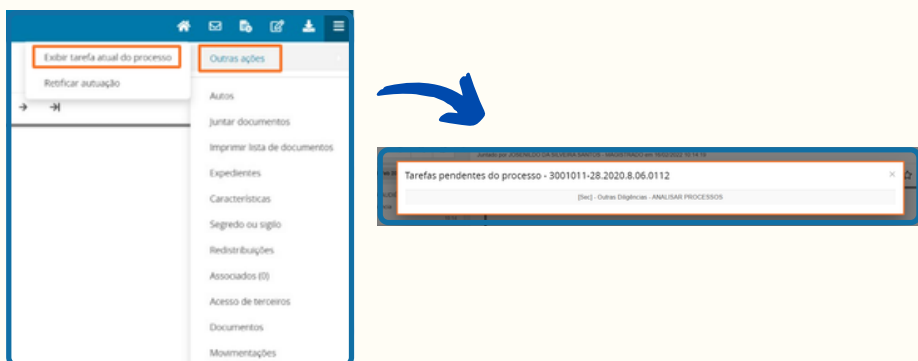 Outras ações
Exibir tarefa atual do processo
Retificar autuação
Autos
Juntar documentos
Imprimir lista de documentos
Expedientes
Características
Segredo ou sigilo
Redistribuições
Associados (0)
Acesso de terceiros
Documentos
Movimentações
Tarefas pendentes do processo - 3001011-28.2020.8.06.0112
×
[Sec] - Outras Diligências - ANALISAR PROCESSOS